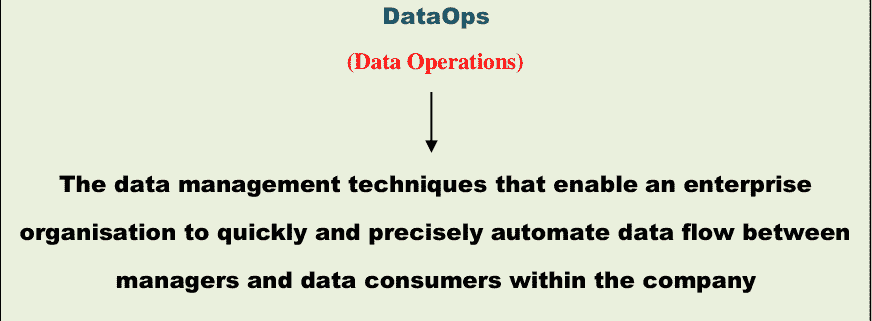 DataOps
(Data Operations)
The data management techniques that enable an enterprise
organisation to quickly and precisely automate data flow between
managers and data consumers within the company